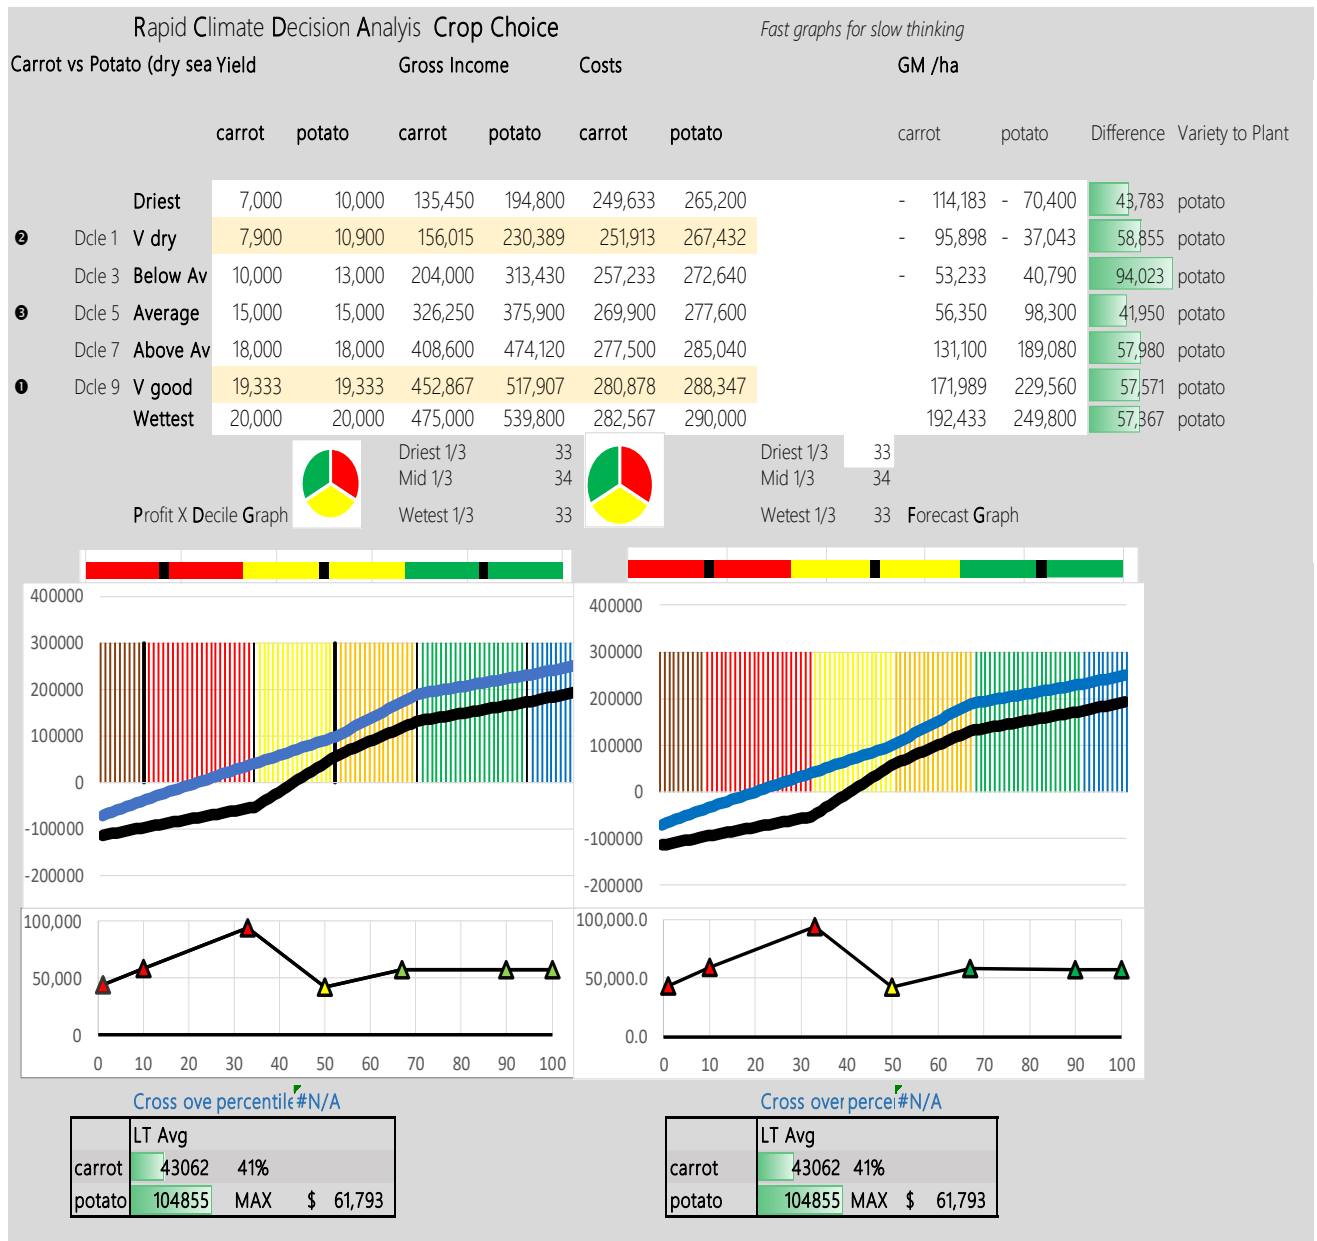 Rapid Climate Decision Analyis Crop Choice Fast graphs for slow thinking
Carrot vs Potato (dry sea Yield Gross Income Costs GM /ha
carrot potato carrot potato carrot potato carrot potato Difference Variety to Plant
Driest 7,000 10,000 135,450 194,800 249,633 265,200 - 114,183 - 70,400 43,783 potato
❷ Dcle 1 V dry 7,900 10,900 156,015 230,389 251,913 267,432 - 95,898 - 37,043 58,855 potato
Dcle 3 Below Av 10,000 13,000 204,000 313,430 257,233 272,640 - 53,233 40,790 94,023 potato
❸ Dcle 5 Average 15,000 15,000 326,250 375,900 269,900 277,600 56,350 98,300 41,950 potato
Dcle 7 Above Av 18,000 18,000 408,600 474,120 277,500 285,040 131,100 189,080 57,980 potato
❶ Dcle 9 V good 19,333 19,333 452,867 517,907 280,878 288,347 171,989 229,560 57,571 potato
Wettest 20,000 20,000 475,000 539,800 282,567 290,000 192,433 249,800 57,367 potato
Driest 1/3 33 Driest 1/3 33
Mid 1/3 34 Mid 1/3 34
Profit X Decile Graph Wetest 1/3 33 Wetest 1/3 33 Forecast Graph
400000 400000
300000 300000
200000 200000
100000 100000
0 0
-100000 -100000
-200000 -200000
100,000 100,000.0
50,000 50,000.0
0 0.0
0 10 20 30 40 50 60 70 80 90 100 0 10 20 30 40 50 60 70 80 90 100
Cross ove percentile #N/A Cross over percei #N/A
LT Avg LT Avg
carrot 43062 41% carrot 43062 41%
potato 104855 MAX $ 61,793 potato 104855 MAX $ 61,793